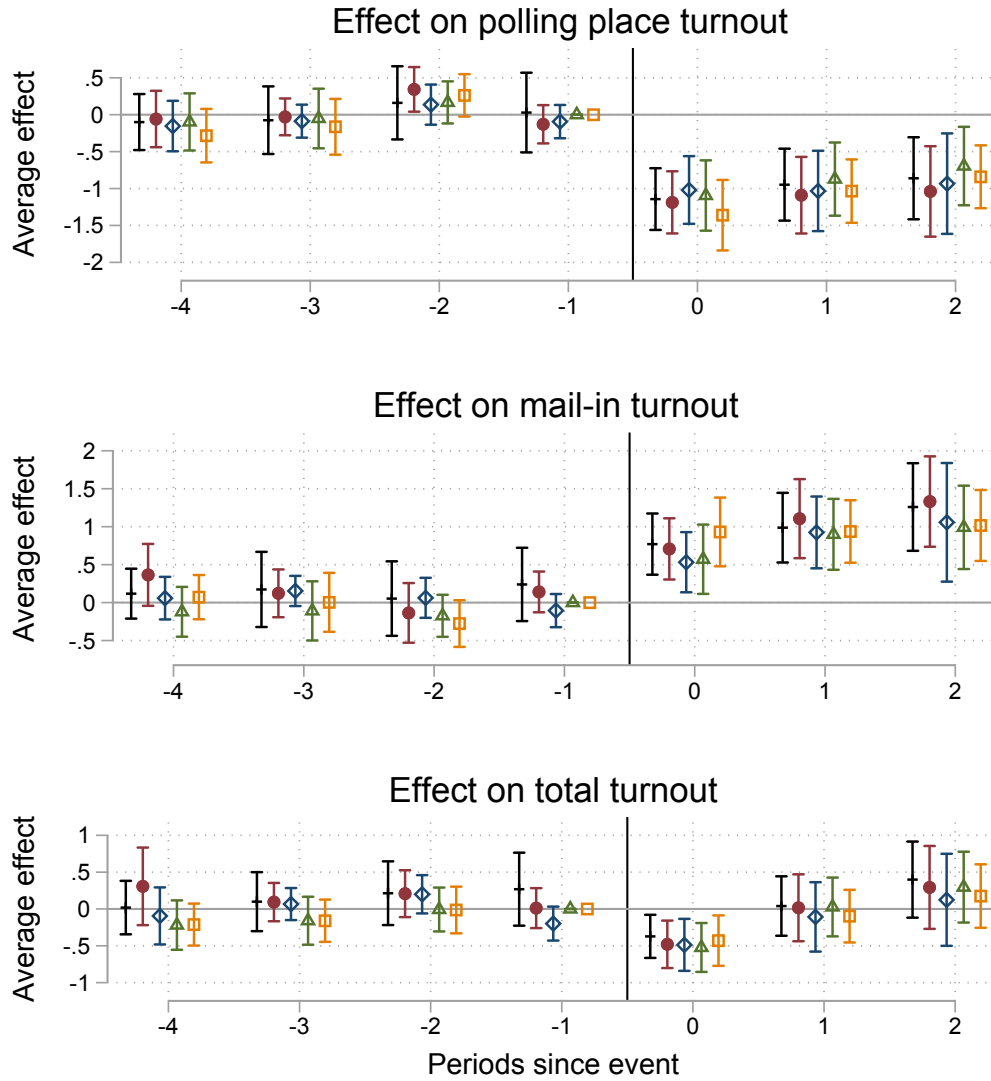 Effect on polling place turnout
Average effect
.5
0
-.5
-1
-1.5
-2
-4 -3 -2 -1 0 1 2
Effect on mail-in turnout
Average effect
2
1.5
1
.5
0
-.5
-4 -3 -2 -1 0 1 2
Effect on total turnout
Average effect
1
.5
0
-.5
-1
-4 -3 -2 -1 0 1 2
Periods since event